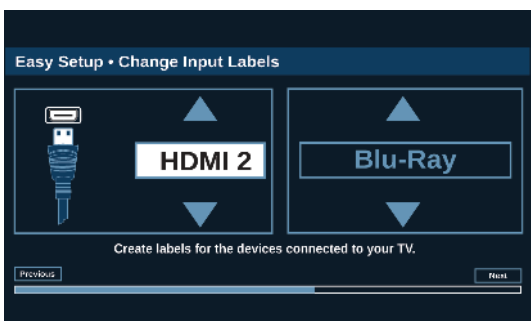 Easy Setup • Change Input Labels
HDMI 2
Blu-Ray
Create labels for the devices connected to your TV.
Previous
Next